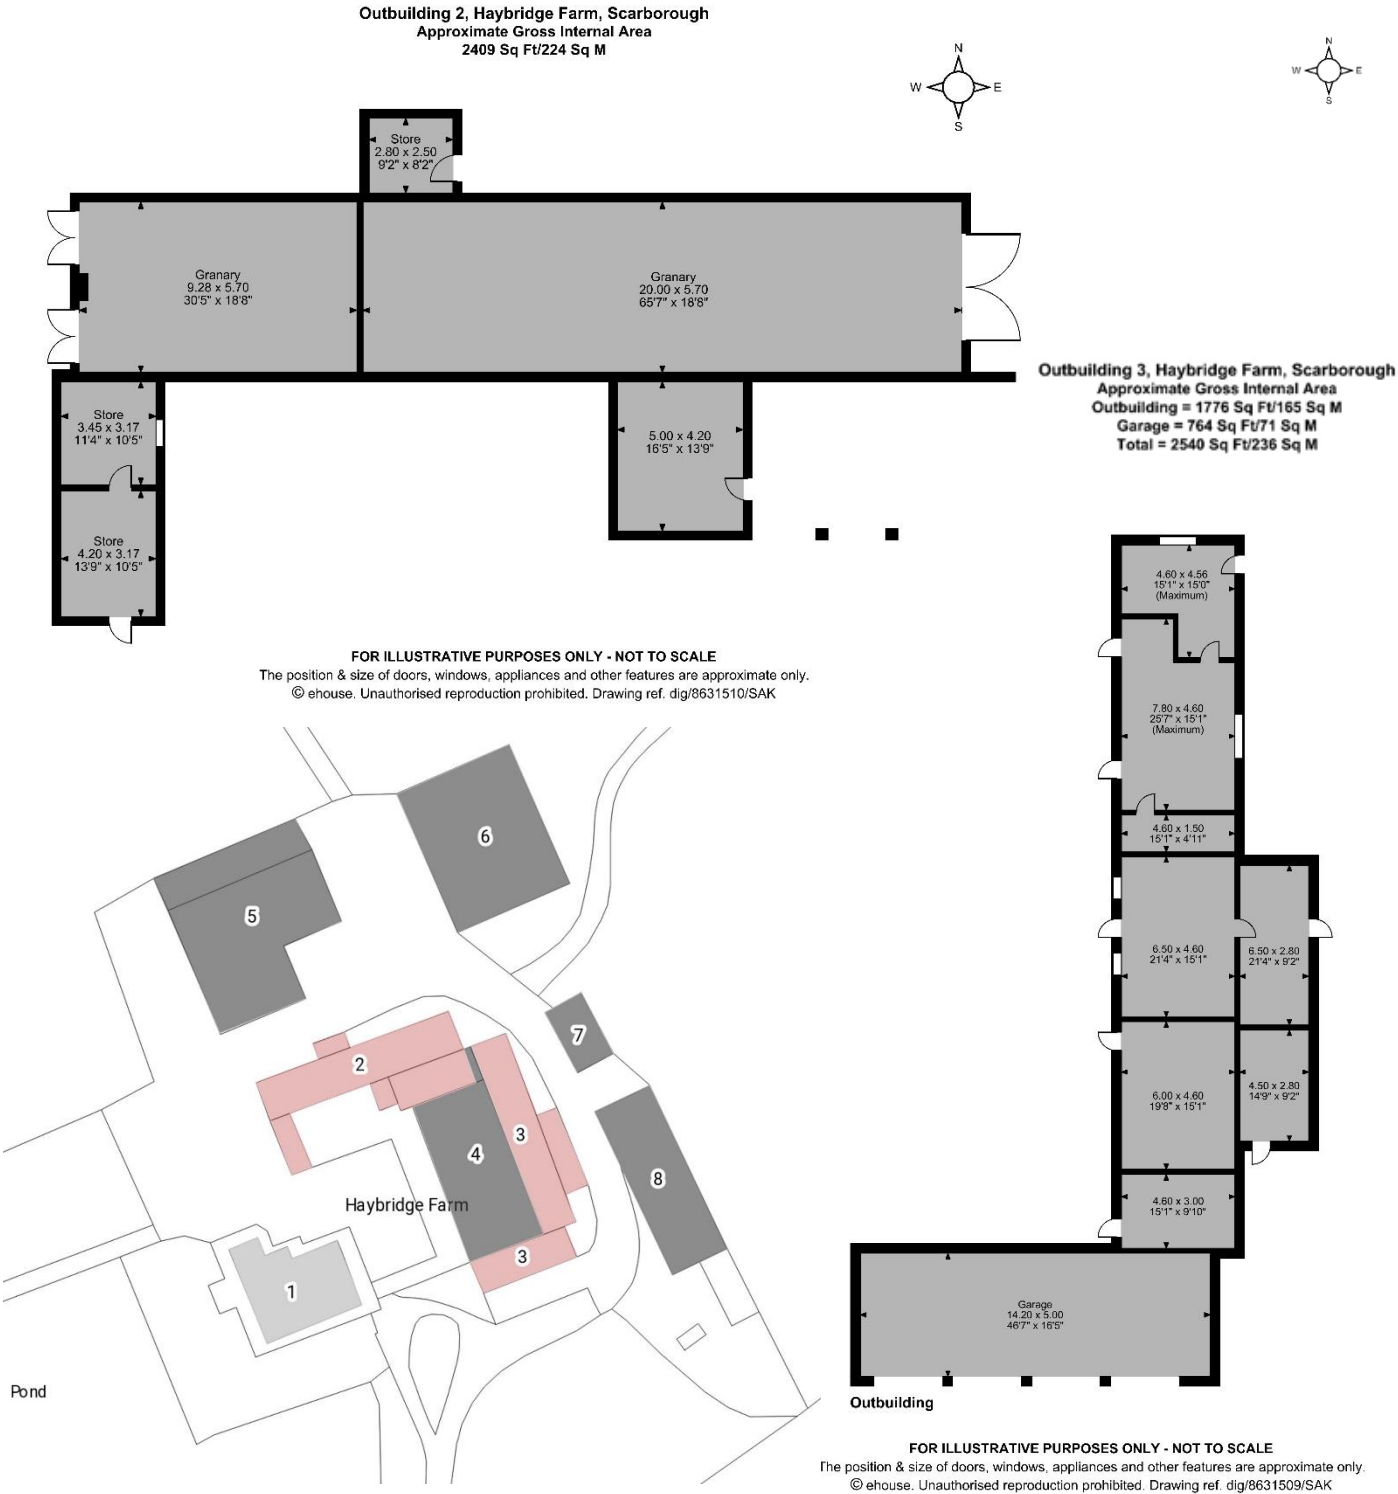 Outbuilding 2, Haybridge Farm, Scarborough
Approximate Gross Internal Area
2409 Sq Ft/224 Sq M
N
W E
S
N
W E
S
Store
2.80 x 2.50
9'2" x 8'2"
Granary
9.28 x 5.70
30'5" x 18'8"
Granary
20.00 x 5.70
65'7" x 18'8"
Store
3.45 x 3.17
11'4" x 10'5"
5.00 x 4.20
16'5" x 13'9"
Store
4.20 x 3.17
13'9" x 10'5"
FOR ILLUSTRATIVE PURPOSES ONLY - NOT TO SCALE
The position & size of doors, windows, appliances and other features are approximate only.
© ehouse. Unauthorised reproduction prohibited. Drawing ref. dig/8631510/SAK
Outbuilding 3, Haybridge Farm, Scarborough
Approximate Gross Internal Area
Outbuilding = 1776 Sq Ft/165 Sq M
Garage = 764 Sq Ft/71 Sq M
Total = 2540 Sq Ft/236 Sq M
4.60 x 4.56
15'1" x 15'0"
(Maximum)
7.80 x 4.60
25'7" x 15'1"
(Maximum)
4.60 x 1.50
15'1" x 4'11"
6.50 x 4.60
21'4" x 15'1"
6.50 x 2.80
21'4" x 9'2"
6.00 x 4.60
19'8" x 15'1"
4.50 x 2.80
14'9" x 9'2"
4.60 x 3.00
15'1" x 9'10"
Garage
14.20 x 5.00
46'7" x 16'5"
Outbuilding
FOR ILLUSTRATIVE PURPOSES ONLY - NOT TO SCALE
The position & size of doors, windows, appliances and other features are approximate only.
© ehouse. Unauthorised reproduction prohibited. Drawing ref. dig/8631509/SAK
6
5
7
2
3
4
8
Haybridge Farm
3
1
Pond